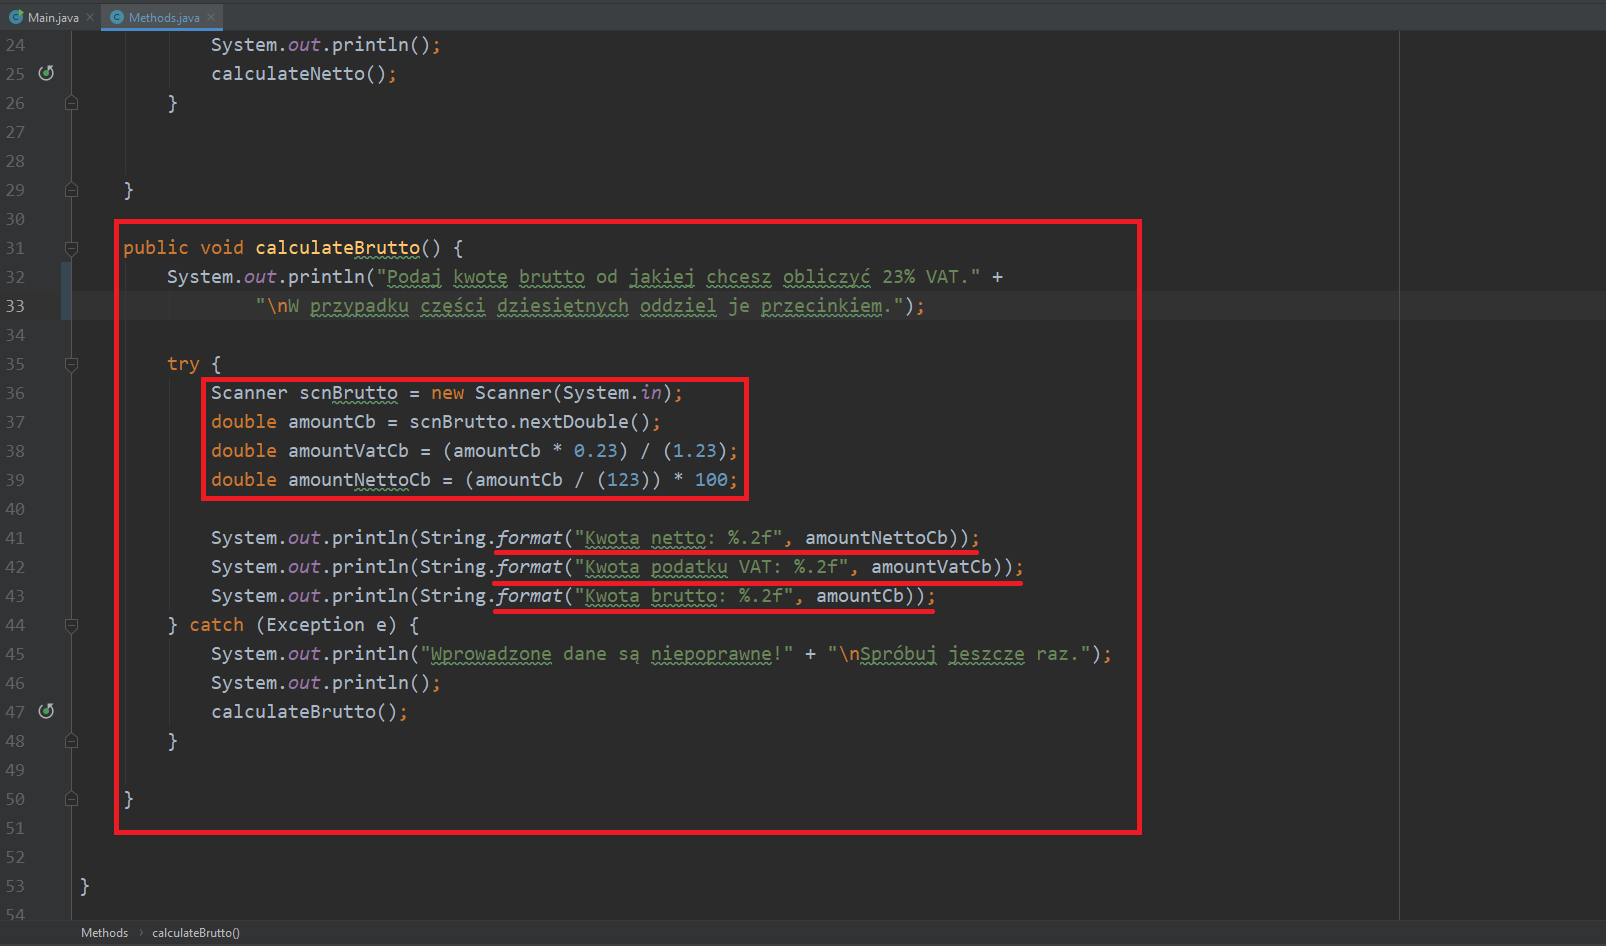 Main.java
Methods.java
24 System.out.println();
25 calculateNetto();
26 }
27
28
29 }
30
31 public void calculateBrutto() {
32 System.out.println("Podaj kwotę brutto od jakiej chcesz obliczyć 23% VAT." +
33 "\nW przypadku części dziesiętnych oddziel je przecinkiem.");
34
35 try {
36 Scanner scnBrutto = new Scanner(System.in);
37 double amountCb = scnBrutto.nextDouble();
38 double amountVatCb = (amountCb * 0.23) / (1.23);
39 double amountNettoCb = (amountCb / (123)) * 100;
40
41 System.out.println(String.format("Kwota netto: %.2f", amountNettoCb));
42 System.out.println(String.format("Kwota podatku VAT: %.2f", amountVatCb));
43 System.out.println(String.format("Kwota brutto: %.2f", amountCb));
44 } catch (Exception e) {
45 System.out.println("Wprowadzone dane są niepoprawne!" + "\nSpróbuj jeszcze raz.");
46 System.out.println();
47 calculateBrutto();
48 }
49
50 }
51
52
53 }
54
Methods › calculateBrutto()